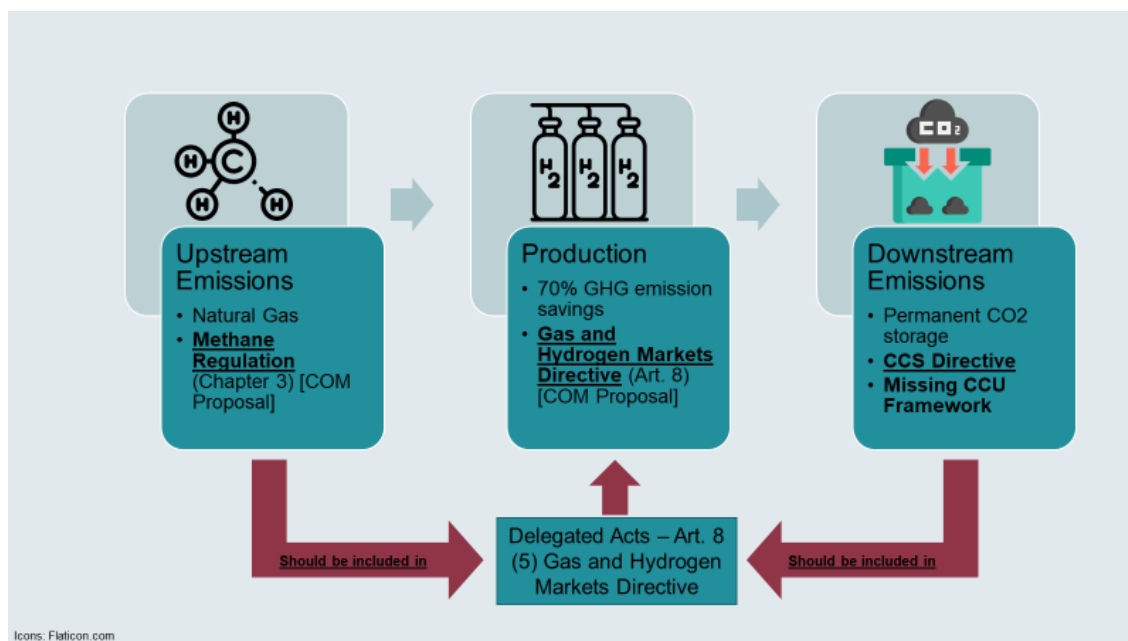 H
H
C
H
H
Upstream
Emissions
• Natural Gas
• Methane
Regulation
(Chapter 3) [COM
Proposal]
H2
H2
H2
Production
• 70% GHG emission
savings
• Gas and
Hydrogen Markets
Directive (Art. 8)
[COM Proposal]
CO2
Downstream
Emissions
• Permanent CO2
storage
• CCS Directive
• Missing CCU
Framework
Should be included in
Delegated Acts – Art. 8
(5) Gas and Hydrogen
Markets Directive
Should be included in
Icons: Flaticon.com